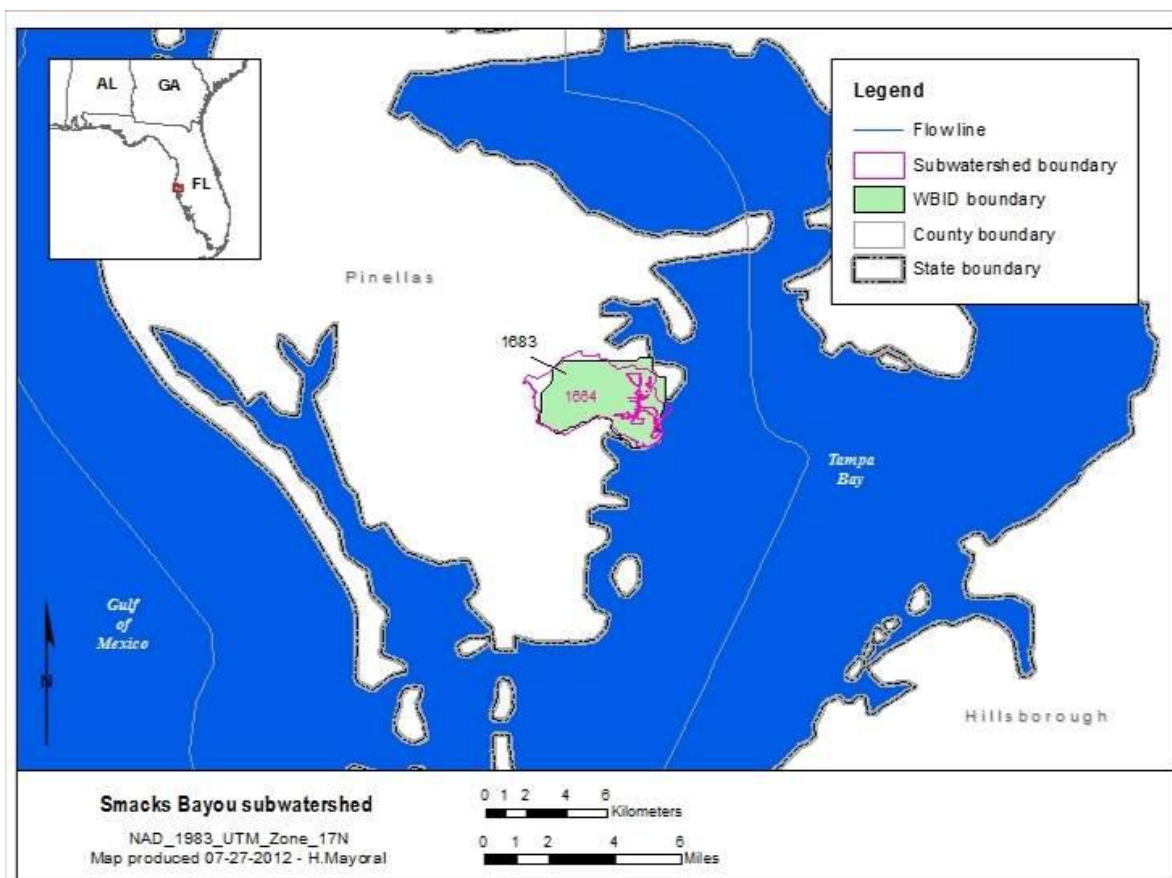 AL
GA
FL
Legend
Flowline
Subwatershed boundary
WBID boundary
County boundary
State boundary
Pinellas
1683
1664
Tampa
Bay
Gulf
of
Mexico
N
Hillsborough
Smacks Bayou subwatershed
NAD_1983_UTM_Zone_17N
Map produced 07-27-2012 - H.Mayoral
0 1 2 4 6
Kilometers
0 1 2 4 6
Miles